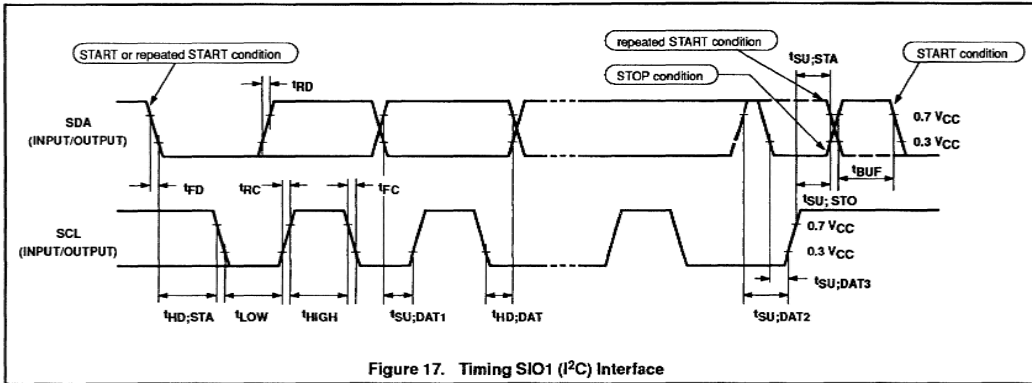 START or repeated START condition
repeated START condition
tSU;STA
START condition
STOP condition
tRD
SDA
(INPUT/OUTPUT)
0.7 VCC
0.3 VCC
tFD
tRC
tFC
tBUF
tSU; STO
SCL
(INPUT/OUTPUT)
0.7 VCC
0.3 VCC
tSU;DAT3
tHD;STA
tLOW
tHIGH
tSU;DAT1
tHD;DAT
tSU;DAT2
Figure 17. Timing SIO1 (I²C) Interface